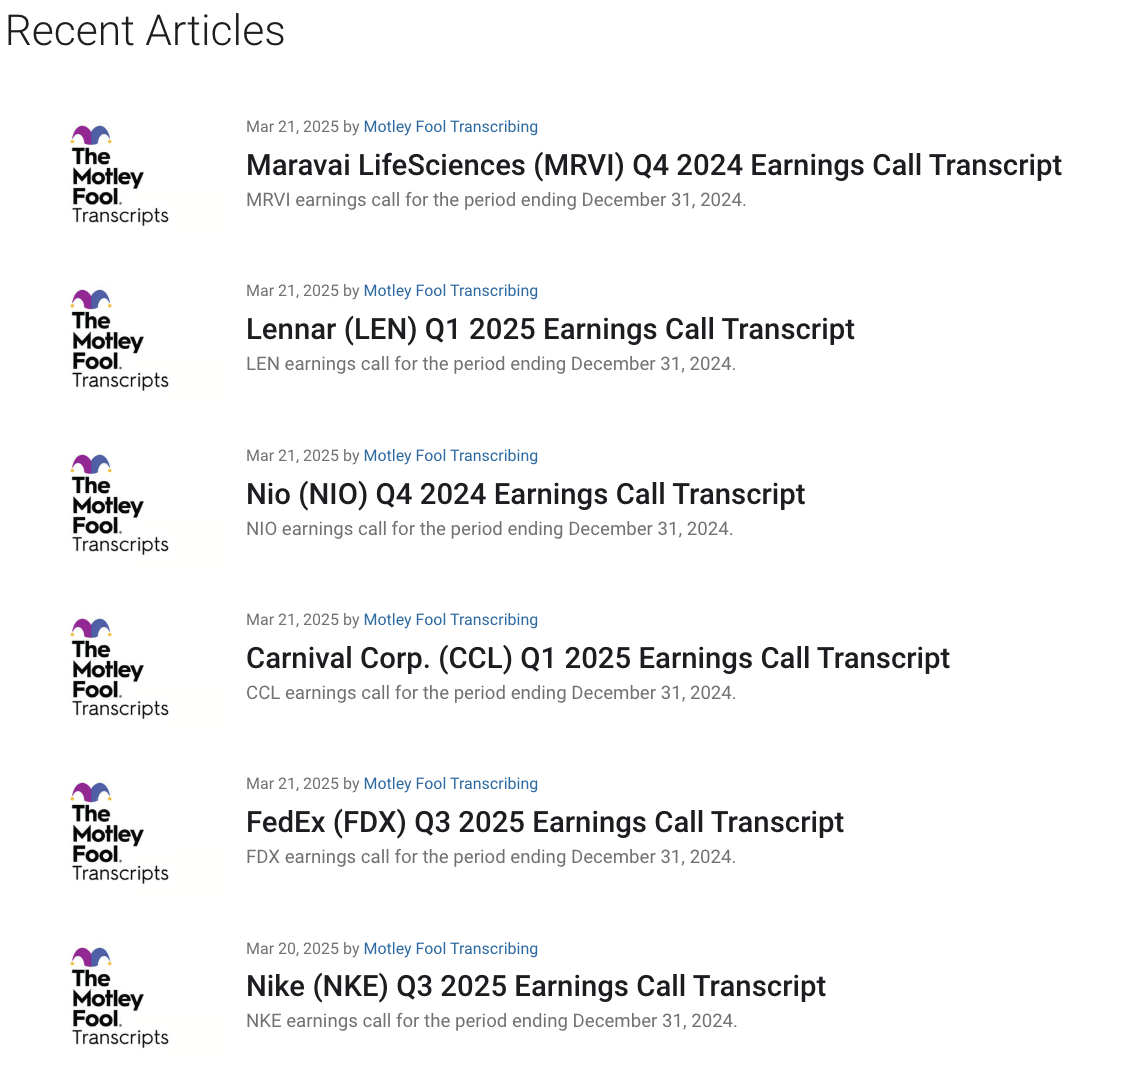 Recent Articles
The
Motley
Fool.
Transcripts
Mar 21, 2025 by Motley Fool Transcribing
Maravai LifeSciences (MRVI) Q4 2024 Earnings Call Transcript
MRVI earnings call for the period ending December 31, 2024.
The
Motley
Fool.
Transcripts
Mar 21, 2025 by Motley Fool Transcribing
Lennar (LEN) Q1 2025 Earnings Call Transcript
LEN earnings call for the period ending December 31, 2024.
The
Motley
Fool.
Transcripts
Mar 21, 2025 by Motley Fool Transcribing
Nio (NIO) Q4 2024 Earnings Call Transcript
NIO earnings call for the period ending December 31, 2024.
The
Motley
Fool.
Transcripts
Mar 21, 2025 by Motley Fool Transcribing
Carnival Corp. (CCL) Q1 2025 Earnings Call Transcript
CCL earnings call for the period ending December 31, 2024.
The
Motley
Fool.
Transcripts
Mar 21, 2025 by Motley Fool Transcribing
FedEx (FDX) Q3 2025 Earnings Call Transcript
FDX earnings call for the period ending December 31, 2024.
The
Motley
Fool.
Transcripts
Mar 20, 2025 by Motley Fool Transcribing
Nike (NKE) Q3 2025 Earnings Call Transcript
NKE earnings call for the period ending December 31, 2024.